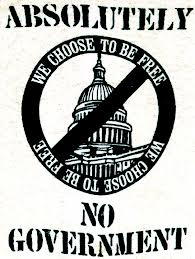 ABSOLUTELY
WE CHOOSE TO BE FREE
WE CHOOSE TO BE FREE
NO
GOVERNMENT